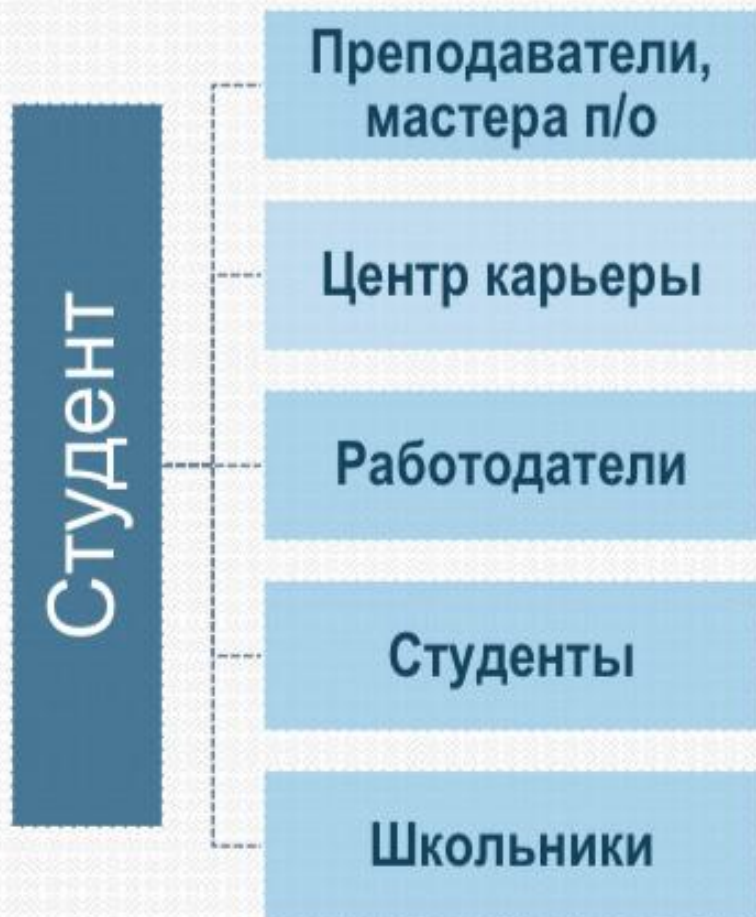 Студент
Преподаватели,
мастера п/о
Центр карьеры
Работодатели
Студенты
Школьники